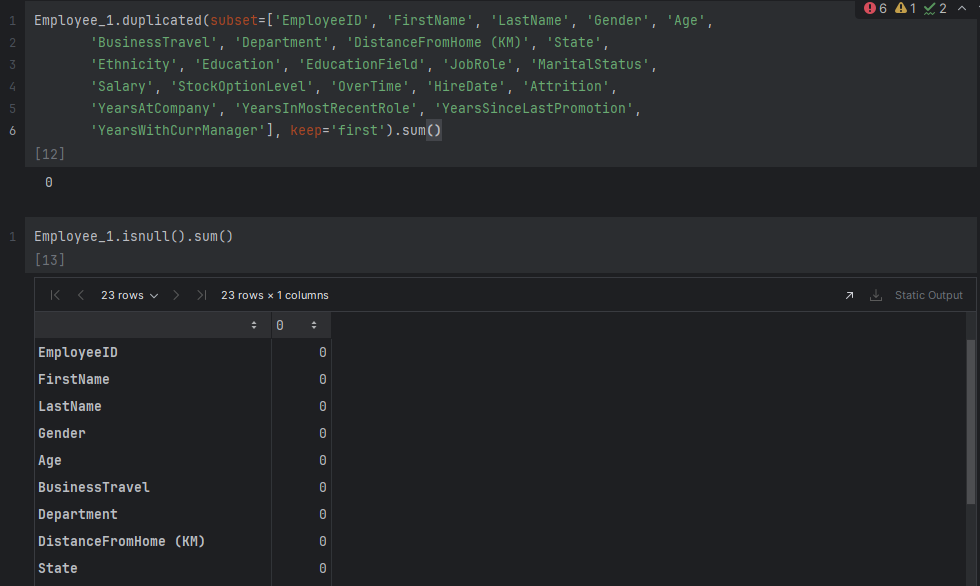 6 1 2
1 Employee_1.duplicated(subset=['EmployeeID', 'FirstName', 'LastName', 'Gender', 'Age',
2 'BusinessTravel', 'Department', 'DistanceFromHome (KM)', 'State',
3 'Ethnicity', 'Education', 'EducationField', 'JobRole', 'MaritalStatus',
4 'Salary', 'StockOptionLevel', 'OverTime', 'HireDate', 'Attrition',
5 'YearsAtCompany', 'YearsInMostRecentRole', 'YearsSinceLastPromotion',
6 'YearsWithCurrManager'], keep='first').sum()
[12]
0
1 Employee_1.isnull().sum()
[13]
23 rows 23 rows × 1 columns Static Output
0
EmployeeID 0
FirstName 0
LastName 0
Gender 0
Age 0
BusinessTravel 0
Department 0
DistanceFromHome (KM) 0
State 0